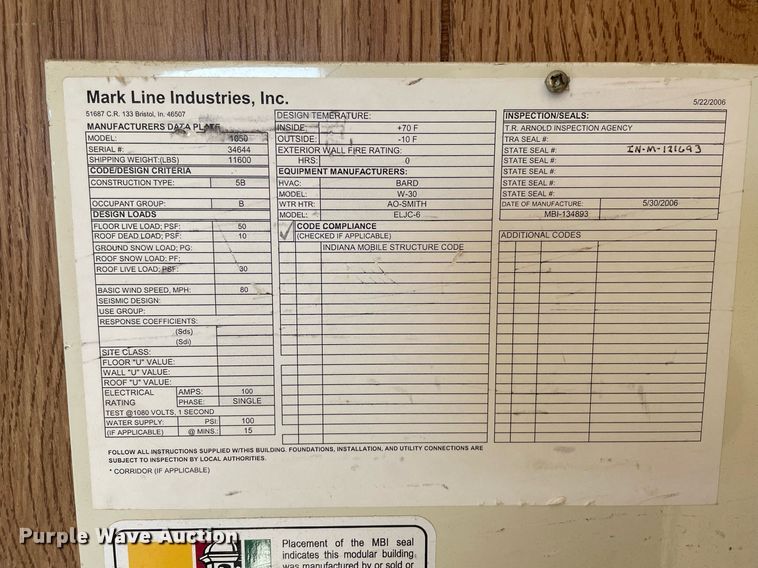 Mark Line Industries, Inc.
51687 C.R. 133 Bristol, In. 46507
5/22/2006
MANUFACTURERS DATA PLATE
MODEL: 1050
SERIAL #: 34644
SHIPPING WEIGHT:(LBS) 11600
CODE/DESIGN CRITERIA
CONSTRUCTION TYPE: 5B
OCCUPANT GROUP: B
DESIGN LOADS
FLOOR LIVE LOAD; PSF: 50
ROOF DEAD LOAD; PSF: 10
GROUND SNOW LOAD; PG:
ROOF SNOW LOAD; PF;
ROOF LIVE LOAD; PSF: 30
BASIC WIND SPEED, MPH: 80
SEISMIC DESIGN:
USE GROUP:
RESPONSE COEFFICIENTS:
(Sds)
(Sdi)
SITE CLASS:
FLOOR "U" VALUE:
WALL "U" VALUE:
ROOF "U" VALUE:
ELECTRICAL AMPS: 100
RATING PHASE: SINGLE
TEST @1080 VOLTS, 1 SECOND
WATER SUPPLY: PSI: 100
(IF APPLICABLE) @ MINS.: 15
DESIGN TEMERATURE:
INSIDE: +70 F
OUTSIDE: -10 F
EXTERIOR WALL FIRE RATING:
HRS: 0
EQUIPMENT MANUFACTURERS:
HVAC: BARD
MODEL: W-30
WTR HTR: AO-SMITH
MODEL: ELJC-6
CODE COMPLIANCE
(CHECKED IF APPLICABLE)
INDIANA MOBILE STRUCTURE CODE
INSPECTION/SEALS:
T.R. ARNOLD INSPECTION AGENCY
TRA SEAL #:
STATE SEAL #: IN-M-121693
STATE SEAL #:
STATE SEAL #:
STATE SEAL #:
STATE SEAL #:
DATE OF MANUFACTURE: 5/30/2006
MBI-134893
ADDITIONAL CODES
FOLLOW ALL INSTRUCTIONS SUPPLIED W/THIS BUILDING. FOUNDATIONS, INSTALLATION, AND UTILITY CONNECTIONS ARE
SUBJECT TO INSPECTION BY LOCAL AUTHORITIES.
* CORRIDOR (IF APPLICABLE)
Purple Wave Auction
Placement of the MBI seal
indicates this modular building
was manufactured by or sold or